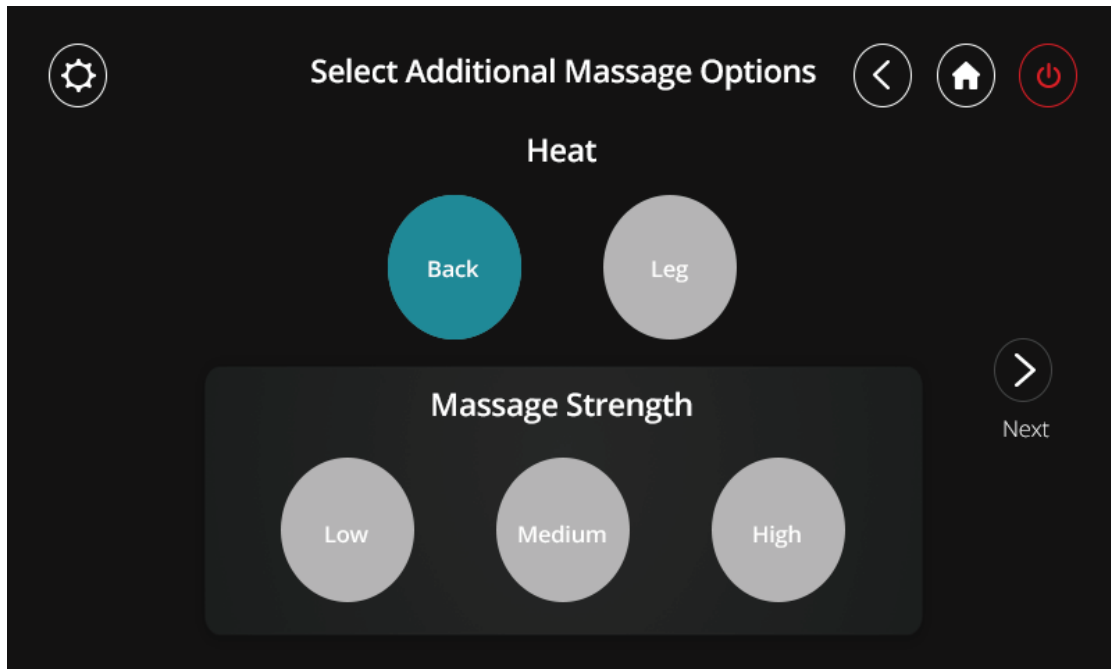 Select Additional Massage Options
Heat
Back
Leg
Massage Strength
Next
Low
Medium
High